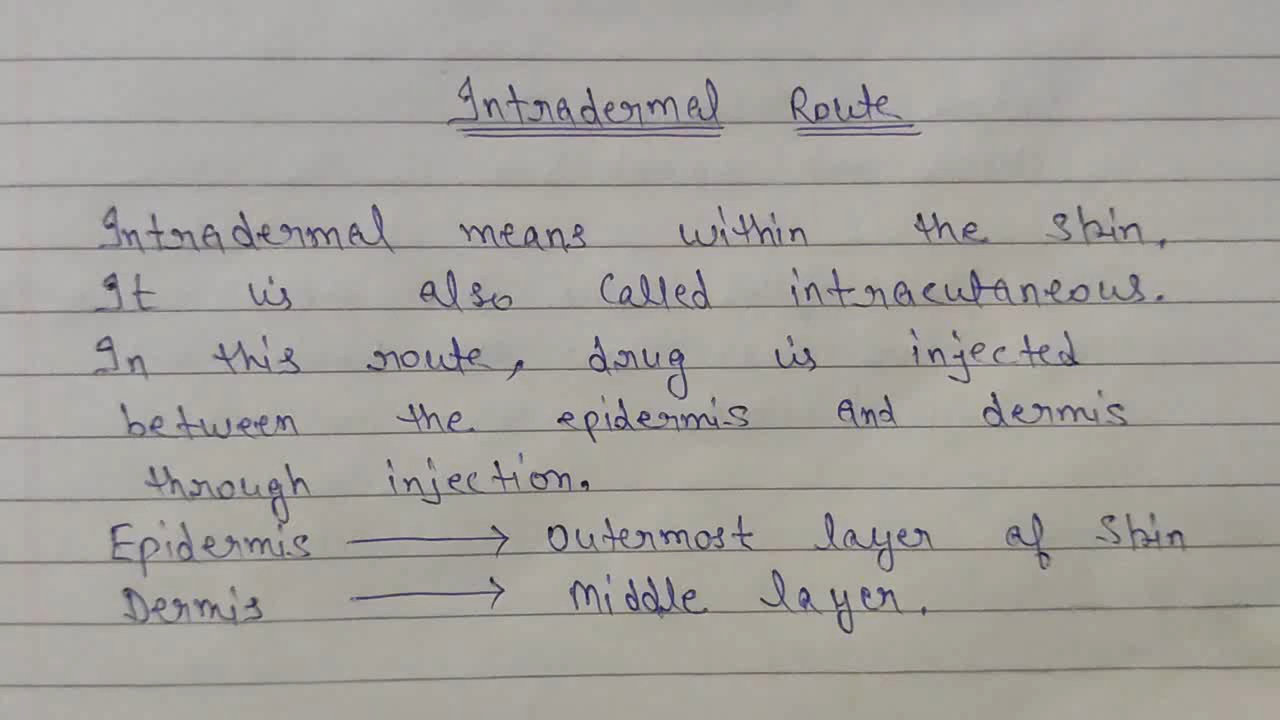 Intradermal Route
Intradermal means within the skin.
It is also called intracutaneous.
In this route, drug is injected
between the epidermis and dermis
through injection.
Epidermis ⟶ outermost layer of skin
Dermis ⟶ middle layer.